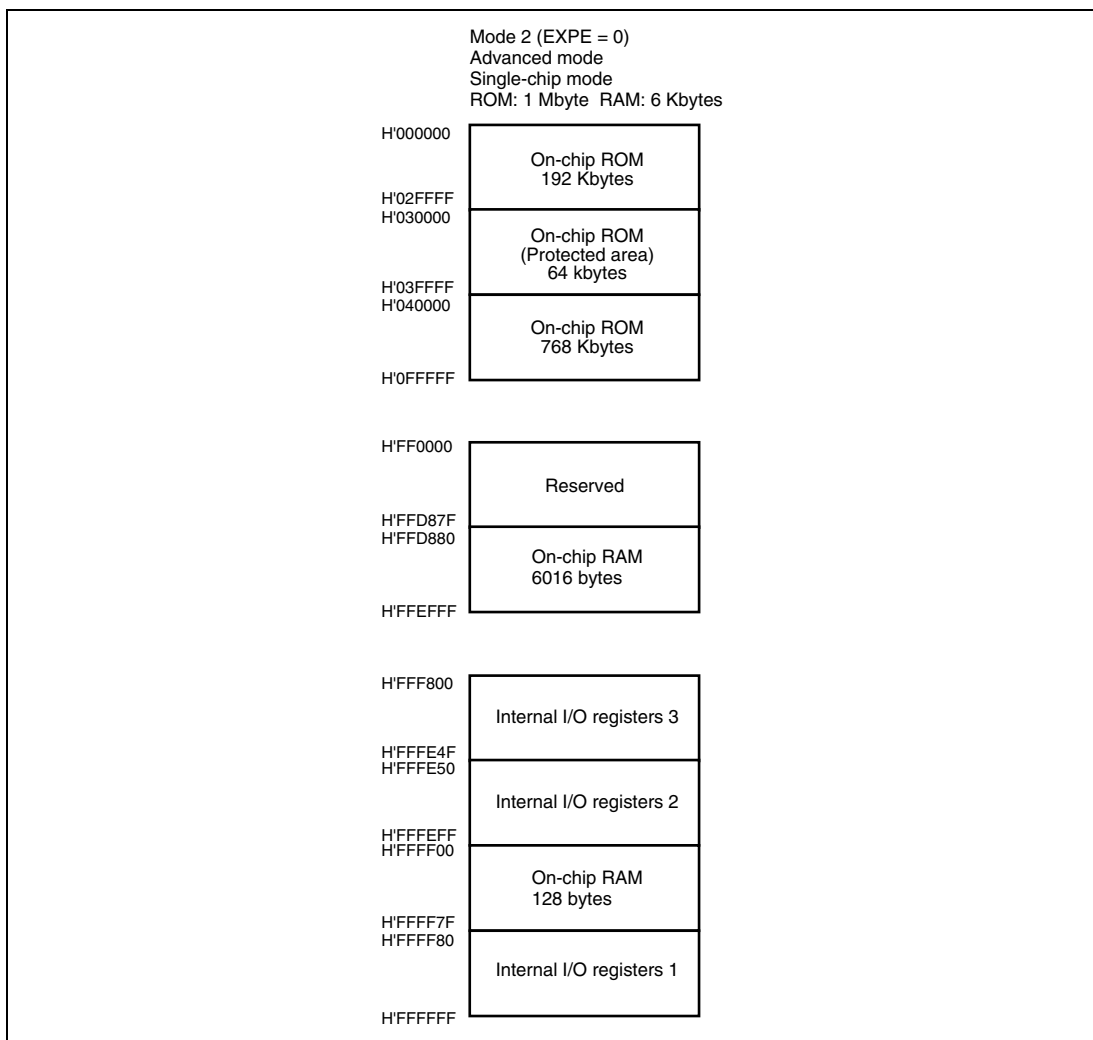 Mode 2 (EXPE = 0)
Advanced mode
Single-chip mode
ROM: 1 Mbyte  RAM: 6 Kbytes
H'000000
On-chip ROM
192 Kbytes
H'02FFFF
H'030000
On-chip ROM
(Protected area)
64 kbytes
H'03FFFF
H'040000
On-chip ROM
768 Kbytes
H'0FFFFF
H'FF0000
Reserved
H'FFD87F
H'FFD880
On-chip RAM
6016 bytes
H'FFEFFF
H'FFF800
Internal I/O registers 3
H'FFFE4F
H'FFFE50
Internal I/O registers 2
H'FFFEFF
H'FFFF00
On-chip RAM
128 bytes
H'FFFF7F
H'FFFF80
Internal I/O registers 1
H'FFFFFF